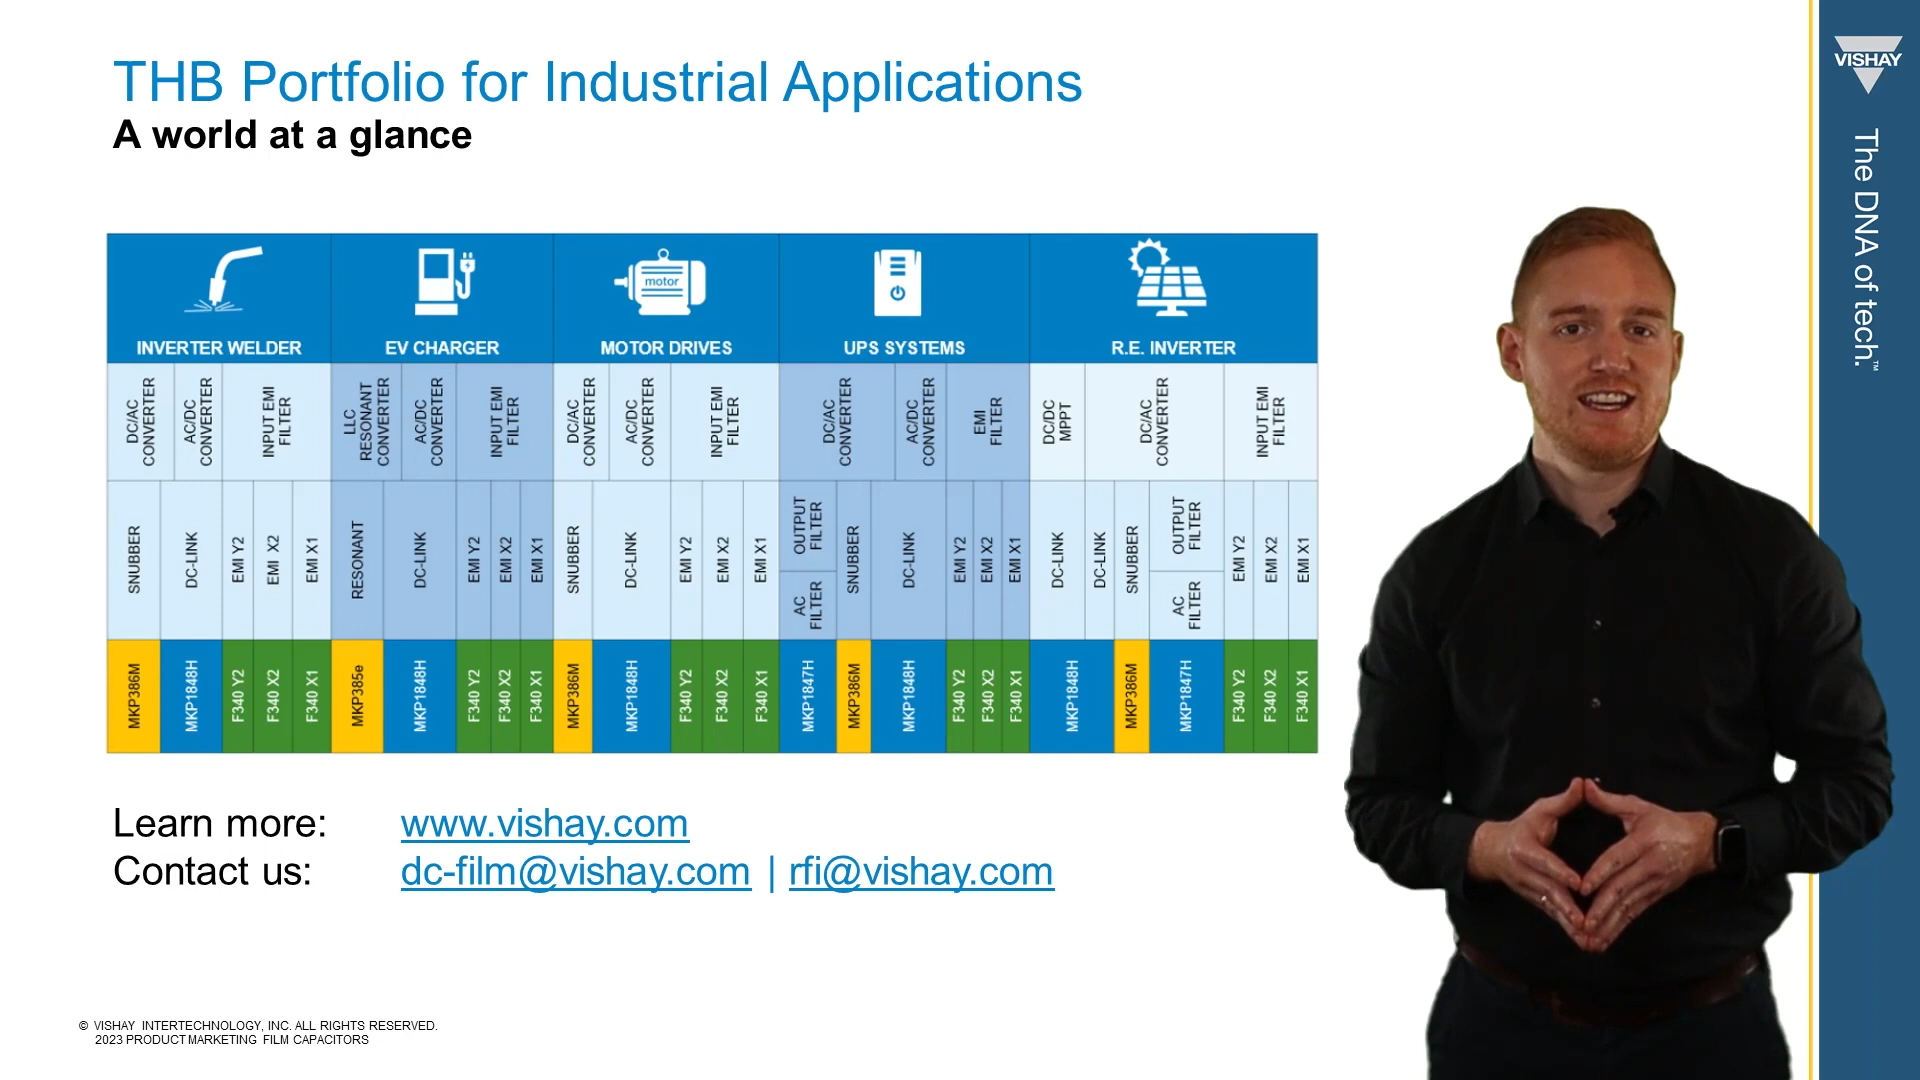 THB Portfolio for Industrial Applications
A world at a glance
VISHAY
The DNA of tech.™
motor
INVERTER WELDER
EV CHARGER
MOTOR DRIVES
UPS SYSTEMS
R.E. INVERTER
DC/AC
CONVERTER
AC/DC
CONVERTER
INPUT EMI
FILTER
LLC
RESONANT
CONVERTER
AC/DC
CONVERTER
INPUT EMI
FILTER
DC/AC
CONVERTER
AC/DC
CONVERTER
INPUT EMI
FILTER
DC/AC
CONVERTER
AC/DC
CONVERTER
EMI
FILTER
DC/DC
MPPT
DC/AC
CONVERTER
INPUT EMI
FILTER
SNUBBER
DC-LINK
EMI Y2
EMI X2
EMI X1
RESONANT
DC-LINK
EMI Y2
EMI X2
EMI X1
SNUBBER
DC-LINK
EMI Y2
EMI X2
EMI X1
OUTPUT
FILTER
AC
FILTER
SNUBBER
DC-LINK
EMI Y2
EMI X2
EMI X1
DC-LINK
DC-LINK
SNUBBER
OUTPUT
FILTER
AC
FILTER
EMI Y2
EMI X2
EMI X1
MKP386M
MKP1848H
F340 Y2
F340 X2
F340 X1
MKP385e
MKP1848H
F340 Y2
F340 X2
F340 X1
MKP386M
MKP1848H
F340 Y2
F340 X2
F340 X1
MKP1847H
MKP386M
MKP1848H
F340 Y2
F340 X2
F340 X1
MKP1848H
MKP386M
MKP1847H
F340 Y2
F340 X2
F340 X1
Learn more: www.vishay.com
Contact us: dc-film@vishay.com | rfi@vishay.com
© VISHAY INTERTECHNOLOGY, INC. ALL RIGHTS RESERVED.
2023 PRODUCT MARKETING FILM CAPACITORS